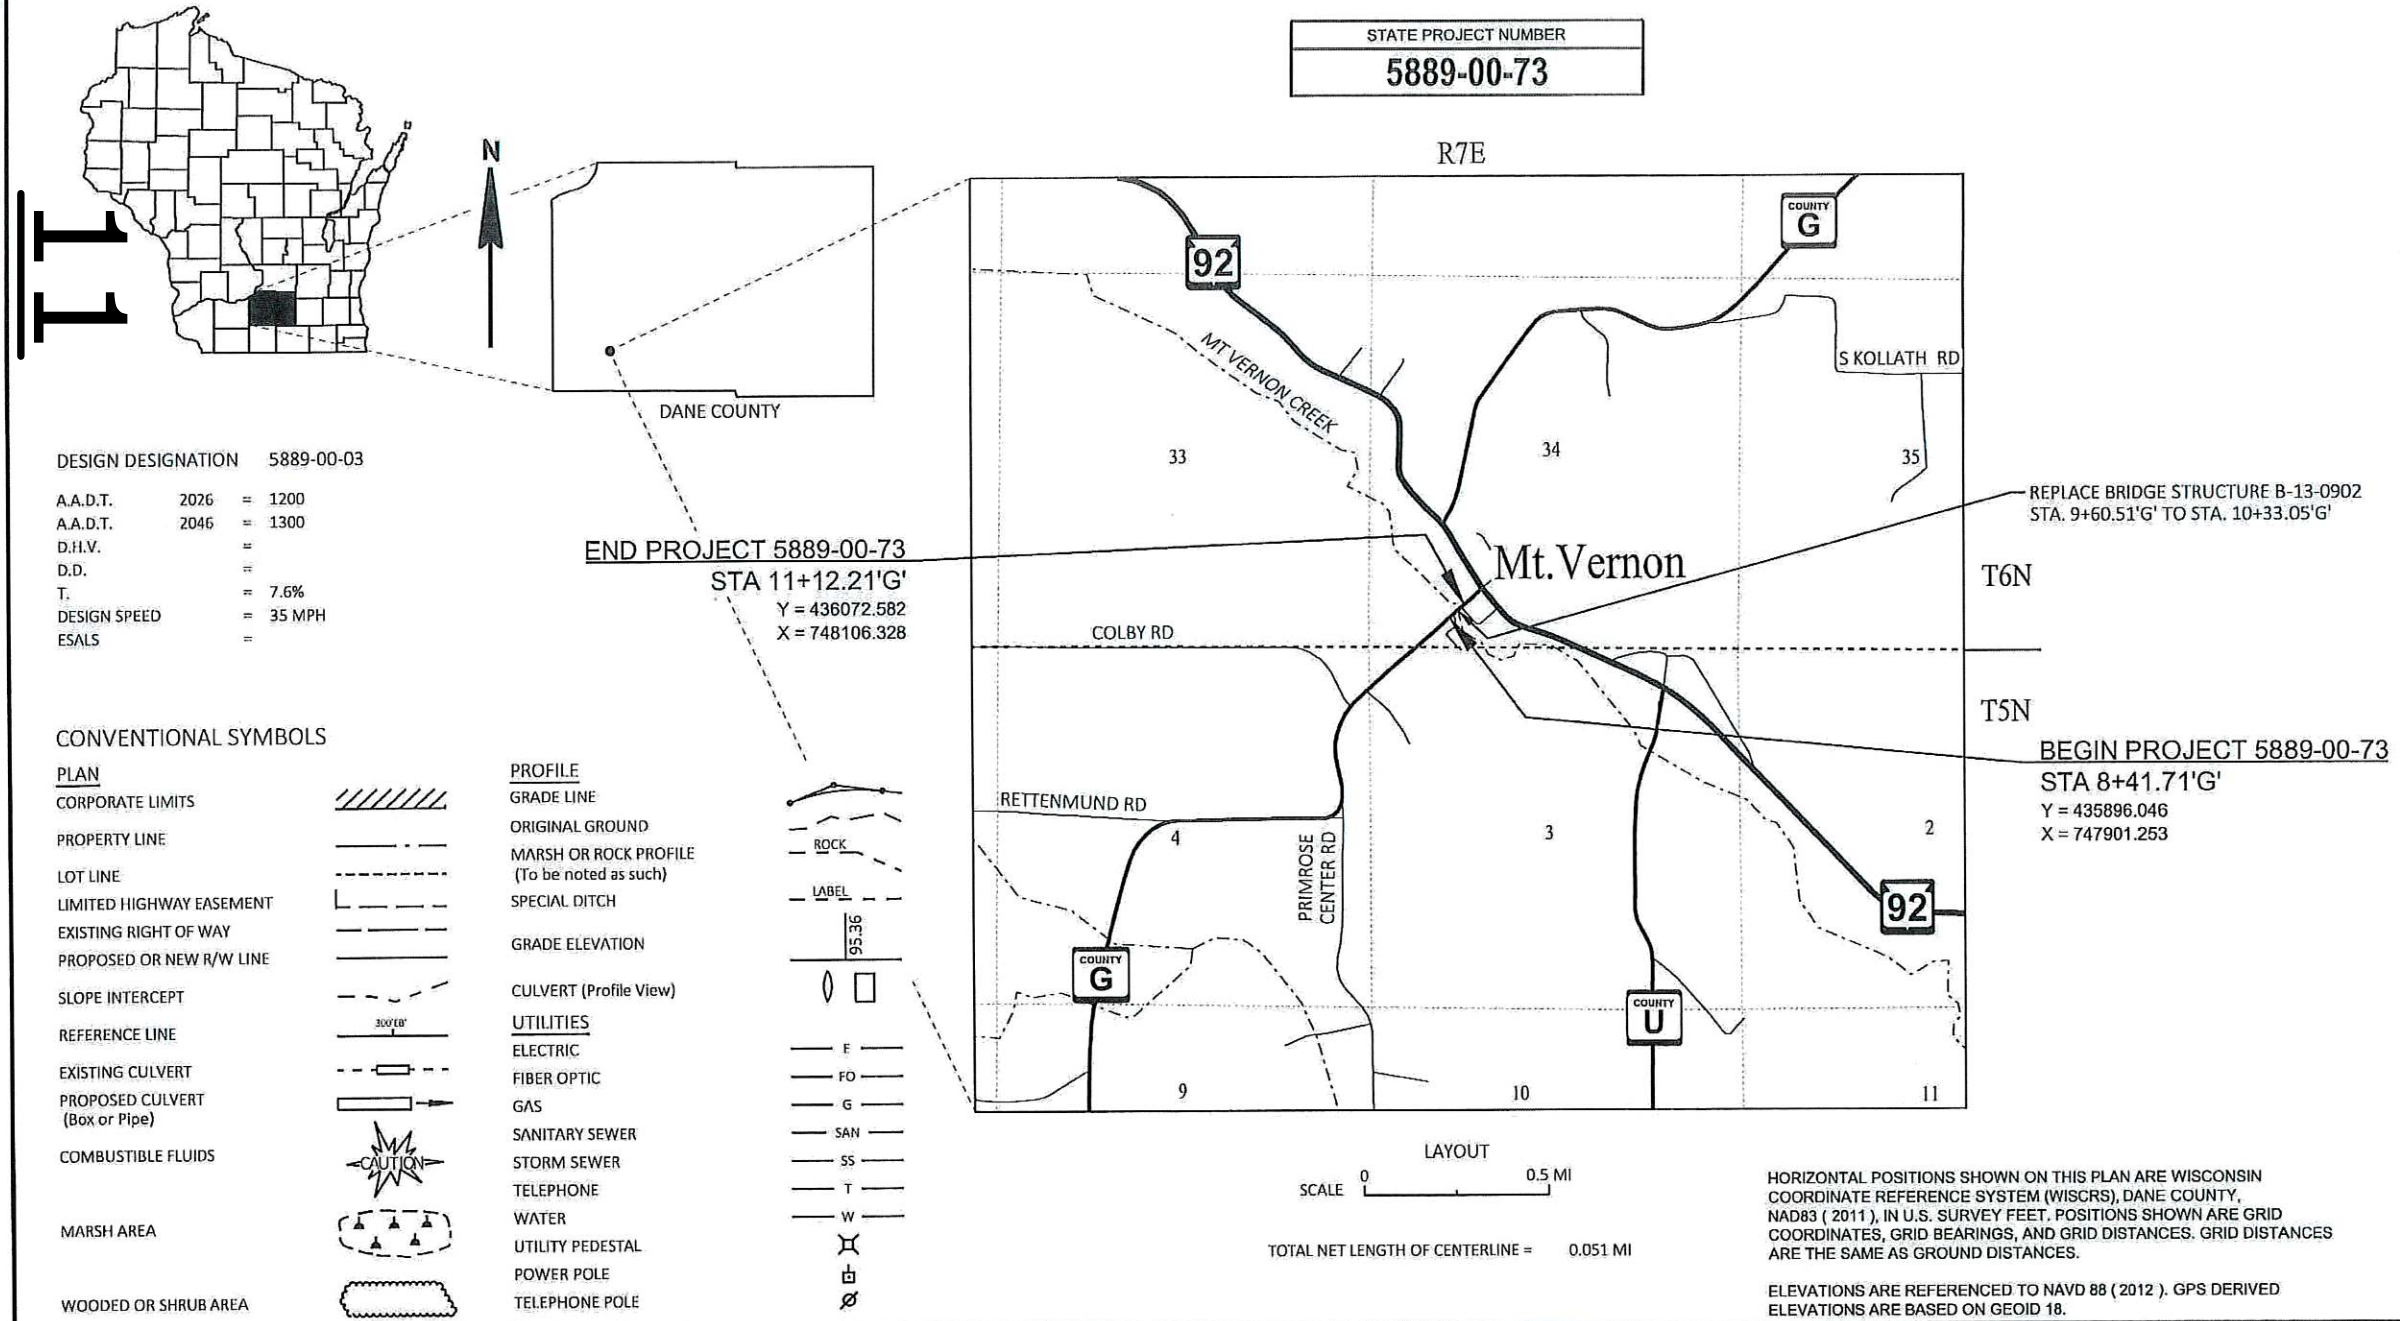 STATE PROJECT NUMBER
5889-00-73
R7E
N
11
DANE COUNTY
DESIGN DESIGNATION 5889-00-03
A.A.D.T. 2026 = 1200
A.A.D.T. 2046 = 1300
D.H.V. =
D.D. =
T. = 7.6%
DESIGN SPEED = 35 MPH
ESALS =
END PROJECT 5889-00-73
STA 11+12.21'G'
Y = 436072.582
X = 748106.328
92
COUNTY
G
MT VERNON CREEK
S KOLLATH RD
33
34
35
Mt.Vernon
COLBY RD
REPLACE BRIDGE STRUCTURE B-13-0902
STA. 9+60.51'G' TO STA. 10+33.05'G'
T6N
T5N
BEGIN PROJECT 5889-00-73
STA 8+41.71'G'
Y = 435896.046
X = 747901.253
RETTENMUND RD
4
PRIMROSE
CENTER RD
3
2
92
COUNTY
G
COUNTY
U
9
10
11
CONVENTIONAL SYMBOLS
PLAN
CORPORATE LIMITS
PROPERTY LINE
LOT LINE
LIMITED HIGHWAY EASEMENT
EXISTING RIGHT OF WAY
PROPOSED OR NEW R/W LINE
SLOPE INTERCEPT
REFERENCE LINE 300'EB'
EXISTING CULVERT
PROPOSED CULVERT
(Box or Pipe)
COMBUSTIBLE FLUIDS CAUTION
MARSH AREA
WOODED OR SHRUB AREA
PROFILE
GRADE LINE
ORIGINAL GROUND
MARSH OR ROCK PROFILE ROCK
(To be noted as such)
SPECIAL DITCH LABEL
GRADE ELEVATION 95.36
CULVERT (Profile View)
UTILITIES
ELECTRIC E
FIBER OPTIC FO
GAS G
SANITARY SEWER SAN
STORM SEWER SS
TELEPHONE T
WATER W
UTILITY PEDESTAL
POWER POLE
TELEPHONE POLE
LAYOUT
SCALE 0 0.5 MI
TOTAL NET LENGTH OF CENTERLINE = 0.051 MI
HORIZONTAL POSITIONS SHOWN ON THIS PLAN ARE WISCONSIN
COORDINATE REFERENCE SYSTEM (WISCRS), DANE COUNTY,
NAD83 ( 2011 ), IN U.S. SURVEY FEET. POSITIONS SHOWN ARE GRID
COORDINATES, GRID BEARINGS, AND GRID DISTANCES. GRID DISTANCES
ARE THE SAME AS GROUND DISTANCES.
ELEVATIONS ARE REFERENCED TO NAVD 88 ( 2012 ). GPS DERIVED
ELEVATIONS ARE BASED ON GEOID 18.